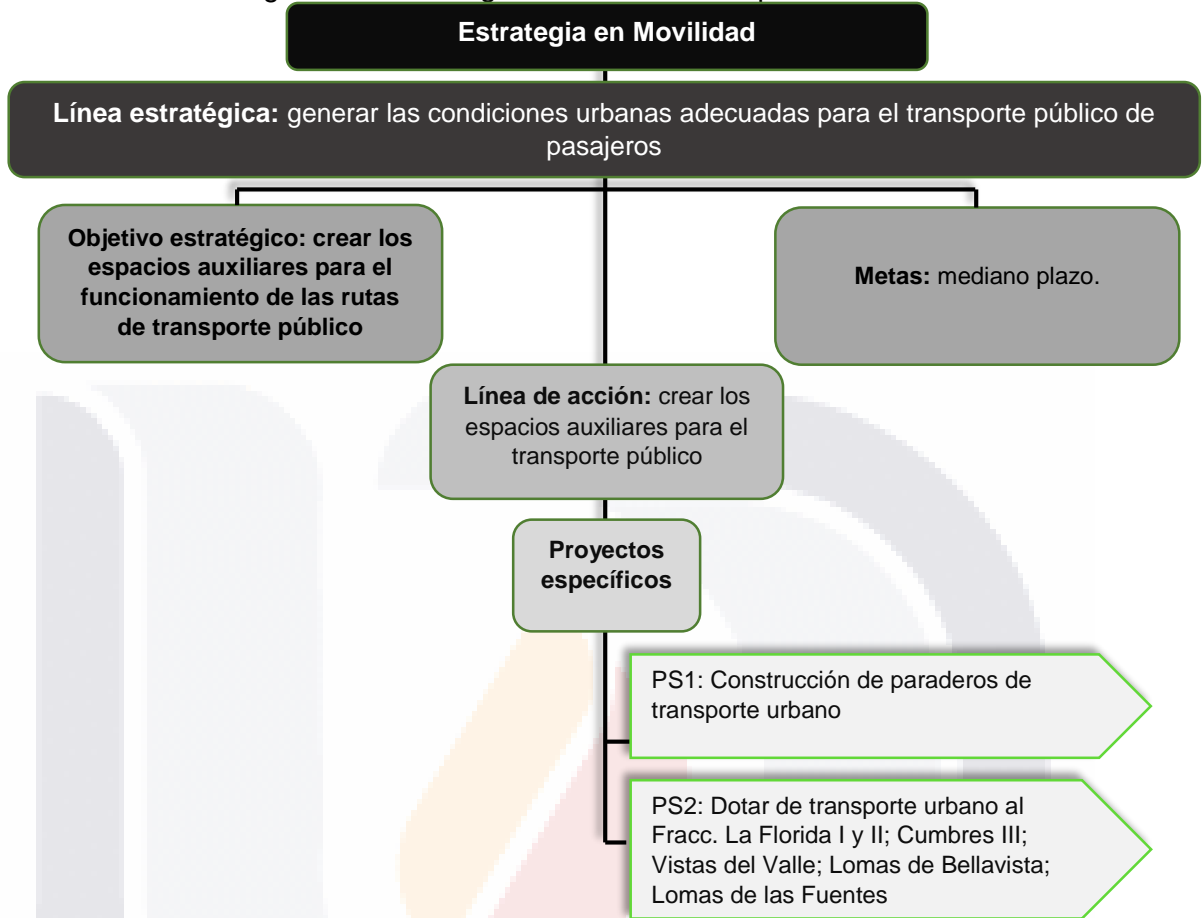 Estrategia en Movilidad
Línea estratégica: generar las condiciones urbanas adecuadas para el transporte público de
pasajeros
Objetivo estratégico: crear los
espacios auxiliares para el
funcionamiento de las rutas
de transporte público
Metas: mediano plazo.
Línea de acción: crear los
espacios auxiliares para el
transporte público
Proyectos
específicos
PS1: Construcción de paraderos de
transporte urbano
PS2: Dotar de transporte urbano al
Fracc. La Florida I y II; Cumbres III;
Vistas del Valle; Lomas de Bellavista;
Lomas de las Fuentes